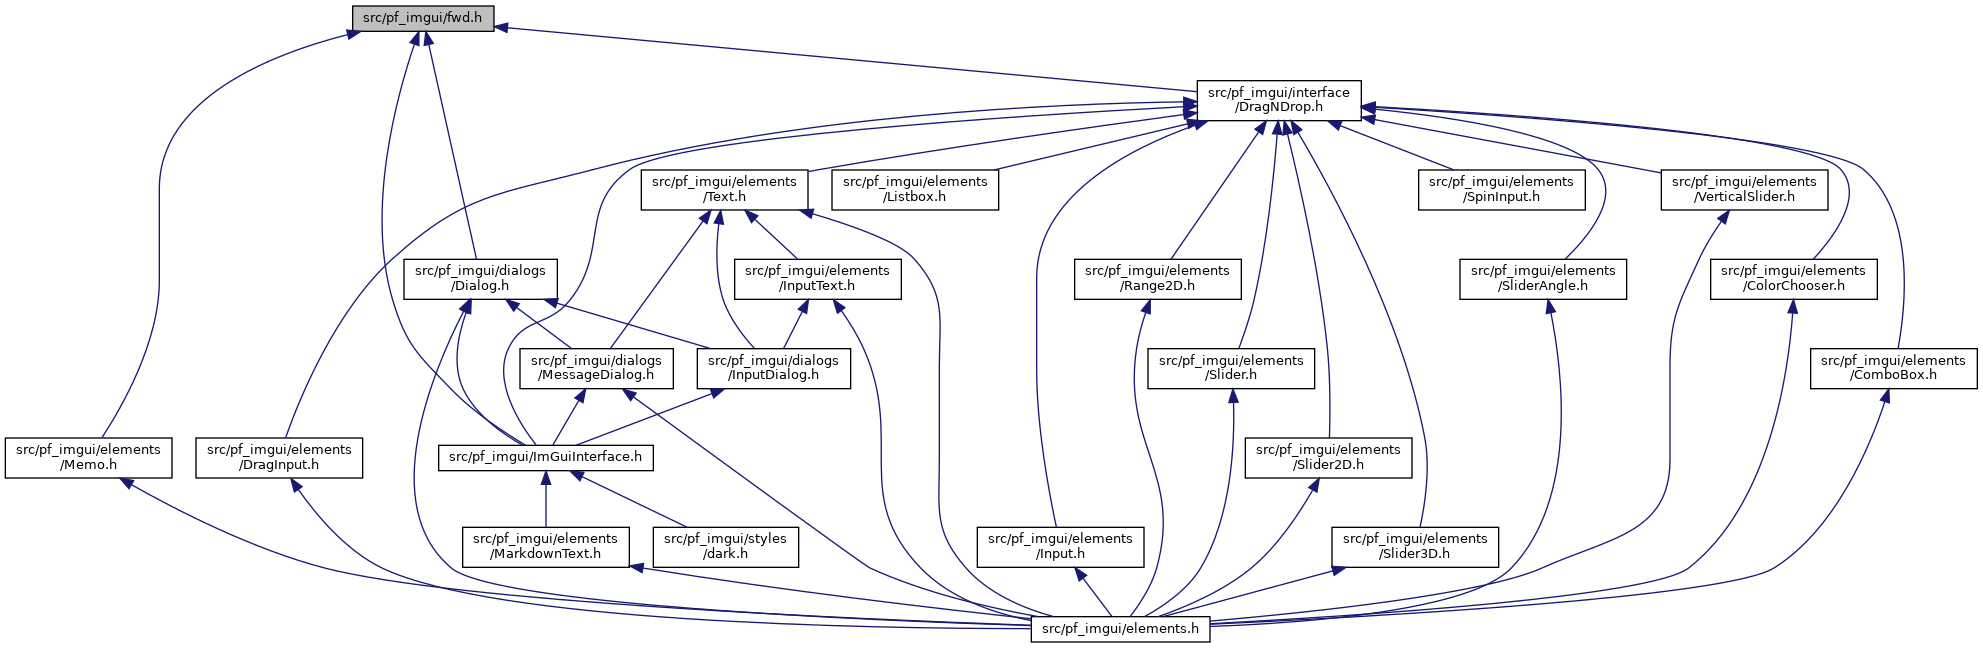 src/pf_imgui/fwd.h
src/pf_imgui/interface
/DragNDrop.h
src/pf_imgui/elements
/Text.h
src/pf_imgui/elements
/Listbox.h
src/pf_imgui/elements
/SpinInput.h
src/pf_imgui/elements
/VerticalSlider.h
src/pf_imgui/dialogs
/Dialog.h
src/pf_imgui/elements
/InputText.h
src/pf_imgui/elements
/Range2D.h
src/pf_imgui/elements
/SliderAngle.h
src/pf_imgui/elements
/ColorChooser.h
src/pf_imgui/dialogs
/MessageDialog.h
src/pf_imgui/dialogs
/InputDialog.h
src/pf_imgui/elements
/Slider.h
src/pf_imgui/elements
/ComboBox.h
src/pf_imgui/elements
/Memo.h
src/pf_imgui/elements
/DragInput.h
src/pf_imgui/ImGuiInterface.h
src/pf_imgui/elements
/Slider2D.h
src/pf_imgui/elements
/MarkdownText.h
src/pf_imgui/styles
/dark.h
src/pf_imgui/elements
/Input.h
src/pf_imgui/elements
/Slider3D.h
src/pf_imgui/elements.h